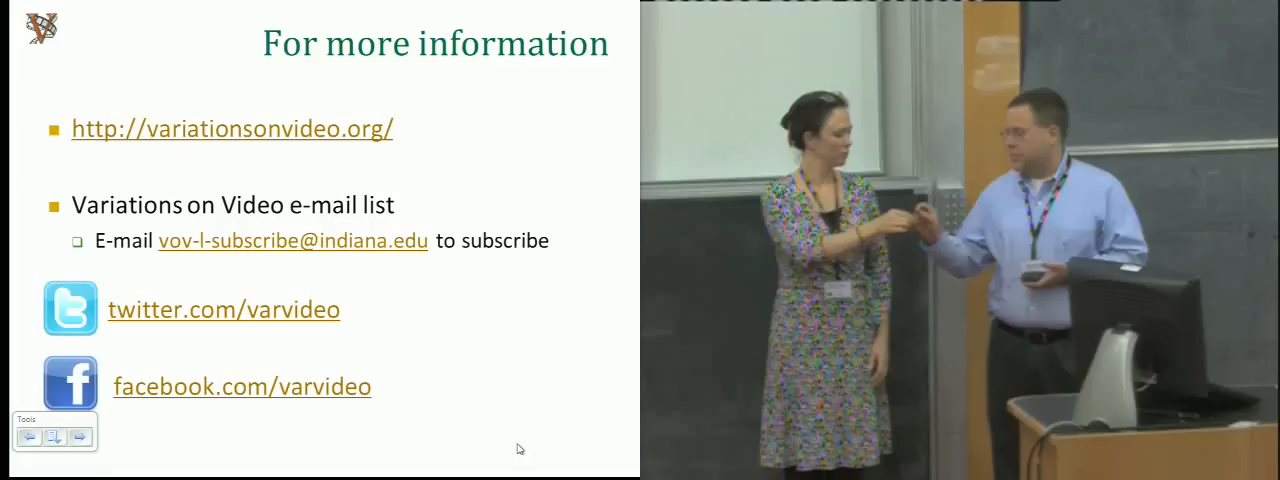 For more information
http://variationsonvideo.org/
Variations on Video e-mail list
E-mail vov-l-subscribe@indiana.edu to subscribe
twitter.com/varvideo
facebook.com/varvideo
Tools